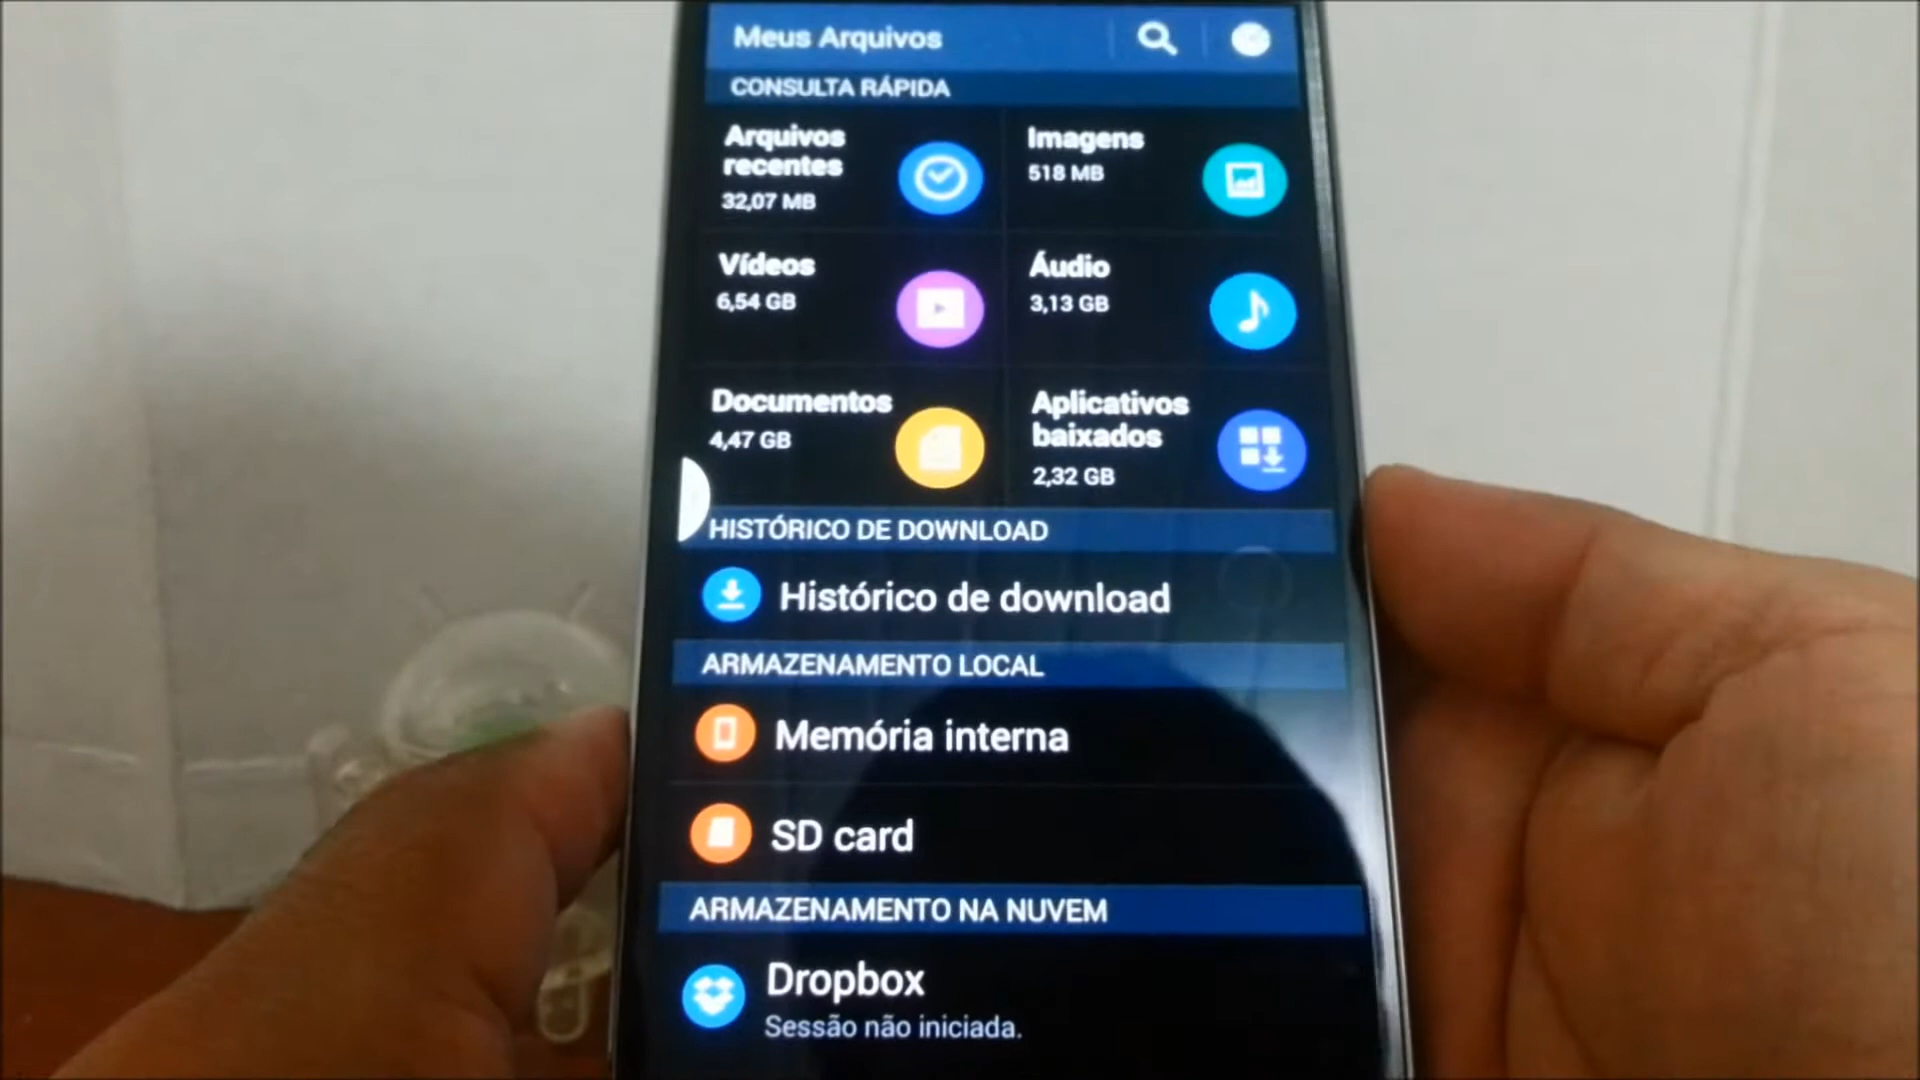 Meus Arquivos
CONSULTA RÁPIDA
Arquivos
recentes
32,07 MB
Imagens
518 MB
Vídeos
6,54 GB
Áudio
3,13 GB
Documentos
4,47 GB
Aplicativos
baixados
2,32 GB
HISTÓRICO DE DOWNLOAD
Histórico de download
ARMAZENAMENTO LOCAL
Memória interna
SD card
ARMAZENAMENTO NA NUVEM
Dropbox
Sessão não iniciada.